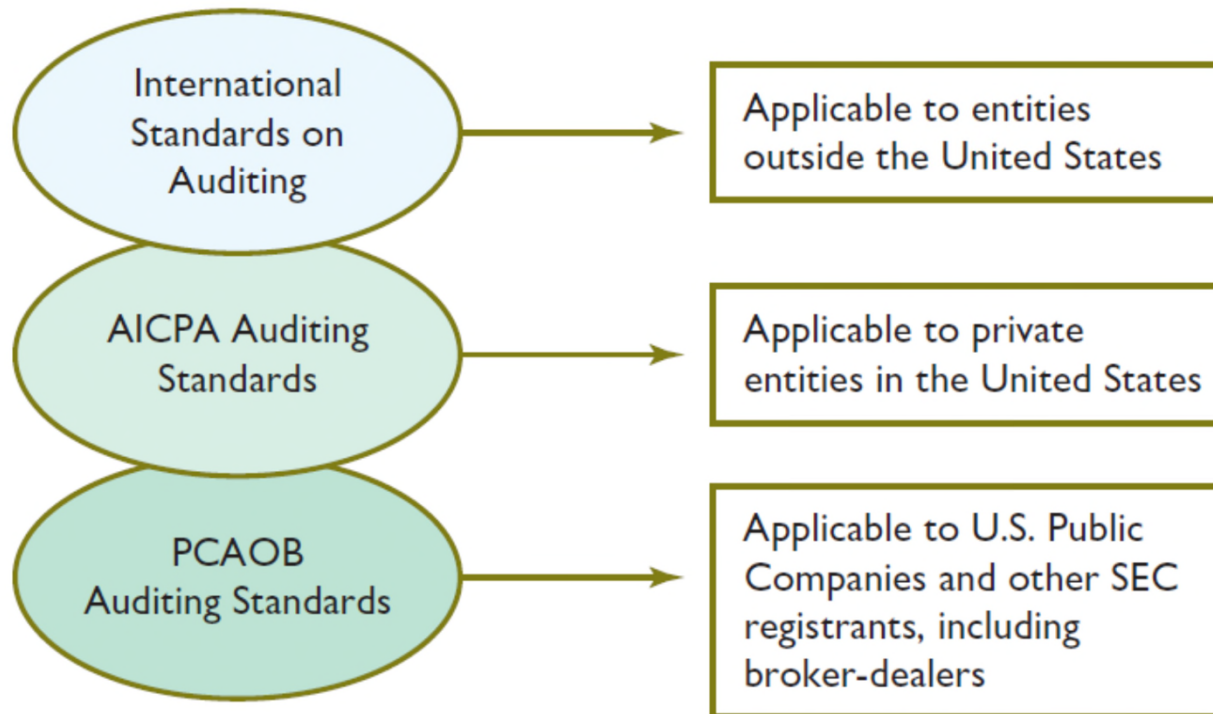 International
Standards on
Auditing
Applicable to entities
outside the United States
AICPA Auditing
Standards
Applicable to private
entities in the United States
PCAOB
Auditing Standards
Applicable to U.S. Public
Companies and other SEC
registrants, including
broker-dealers